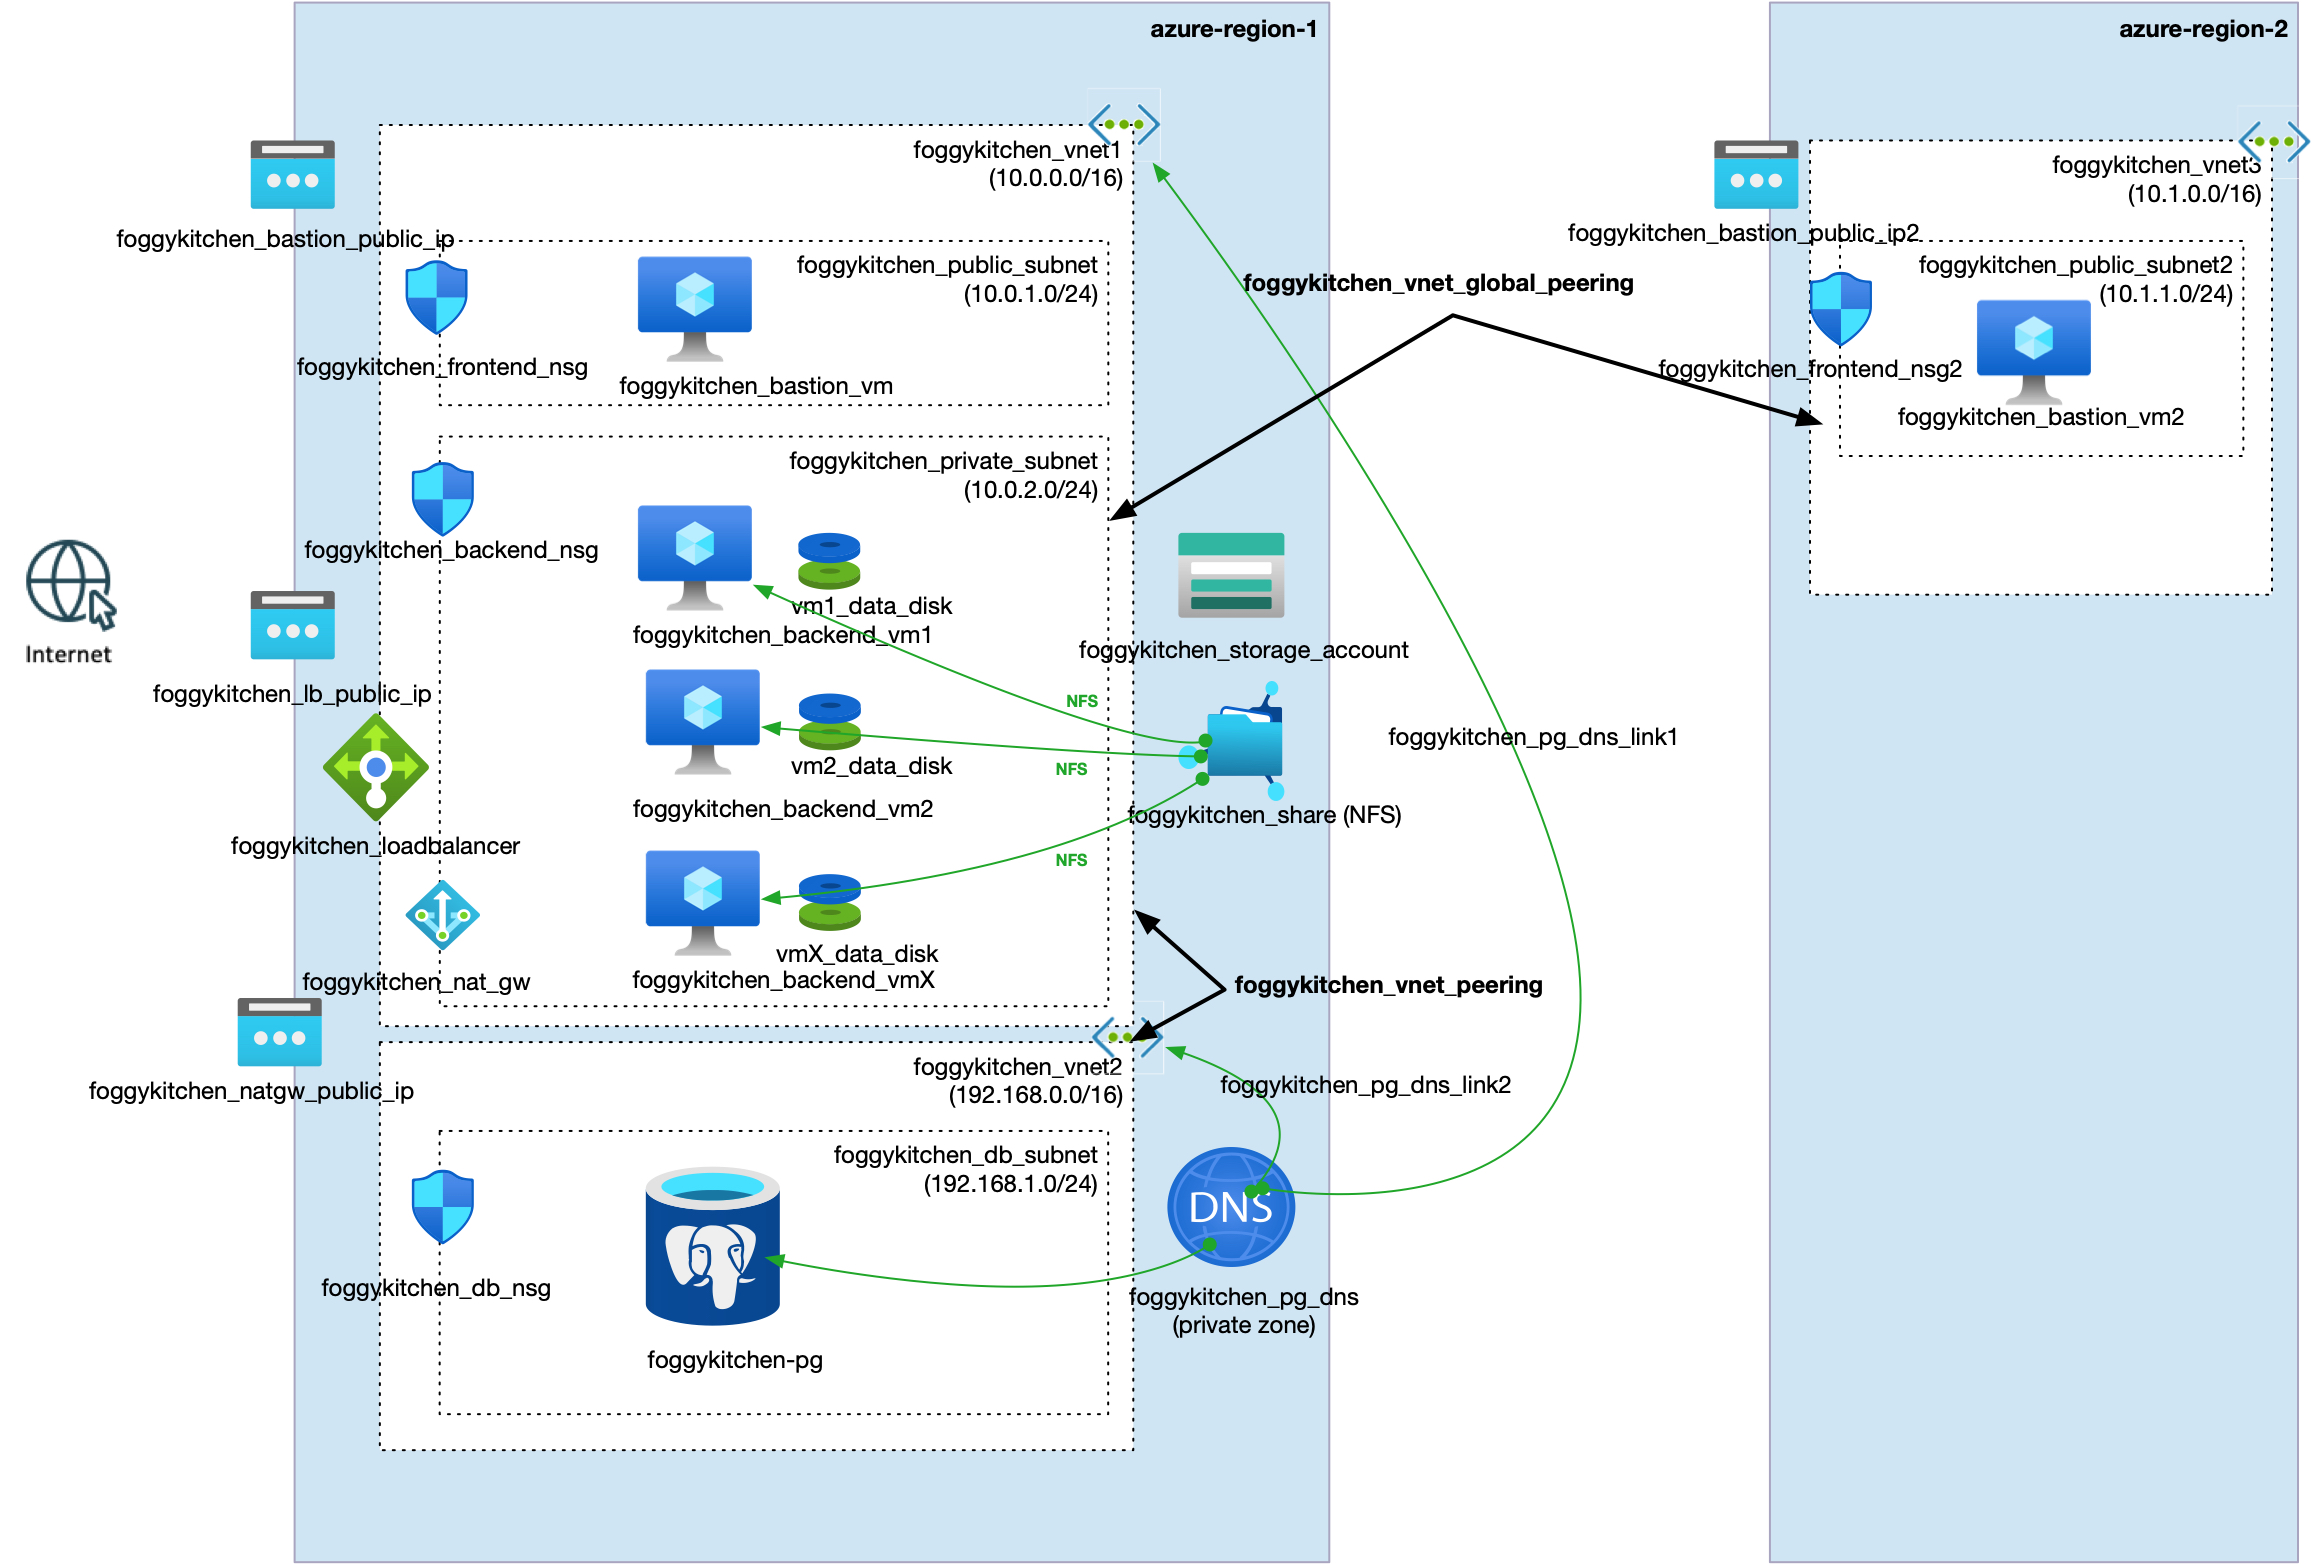 azure-region-1
azure-region-2
foggykitchen_vnet1
(10.0.0.0/16)
foggykitchen_vnet3
(10.1.0.0/16)
foggykitchen_bastion_public_ip
foggykitchen_bastion_public_ip2
foggykitchen_public_subnet
(10.0.1.0/24)
foggykitchen_public_subnet2
(10.1.1.0/24)
foggykitchen_vnet_global_peering
foggykitchen_frontend_nsg
foggykitchen_bastion_vm
foggykitchen_frontend_nsg2
foggykitchen_bastion_vm2
foggykitchen_private_subnet
(10.0.2.0/24)
foggykitchen_backend_nsg
vm1_data_disk
foggykitchen_backend_vm1
Internet
foggykitchen_storage_account
foggykitchen_lb_public_ip
NFS
foggykitchen_pg_dns_link1
vm2_data_disk
NFS
foggykitchen_backend_vm2
foggykitchen_share (NFS)
foggykitchen_loadbalancer
NFS
vmX_data_disk
foggykitchen_backend_vmX
foggykitchen_nat_gw
foggykitchen_vnet_peering
foggykitchen_natgw_public_ip
foggykitchen_vnet2
(192.168.0.0/16)
foggykitchen_pg_dns_link2
foggykitchen_db_subnet
(192.168.1.0/24)
DNS
foggykitchen_db_nsg
foggykitchen_pg_dns
(private zone)
foggykitchen-pg